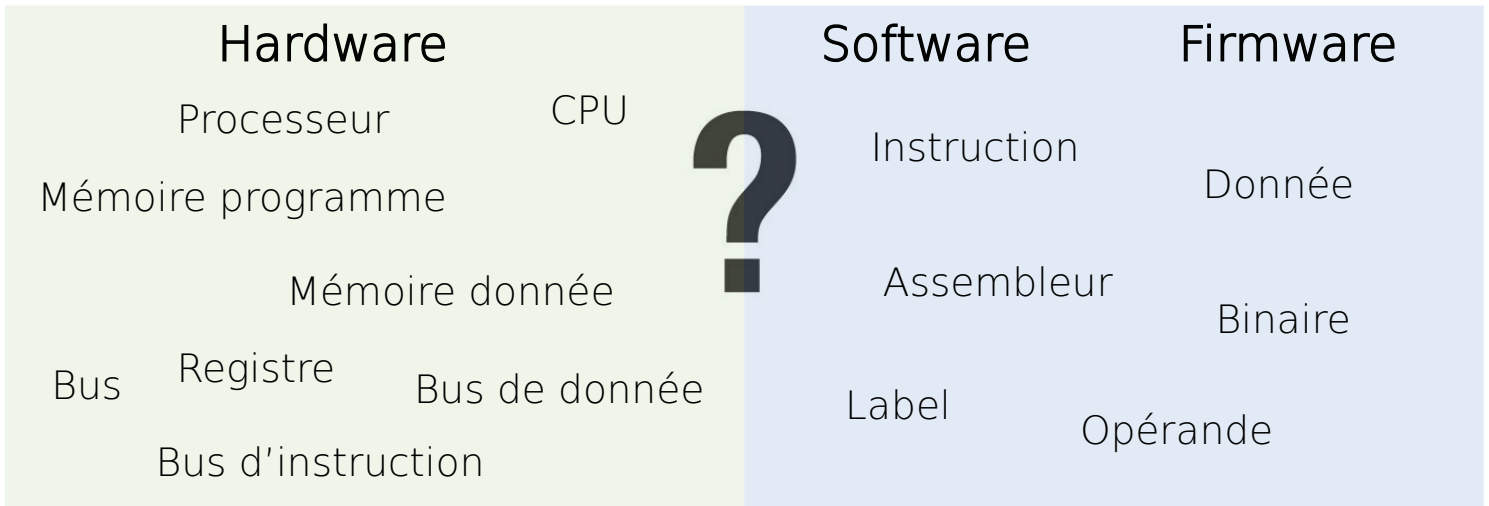 Hardware
Processeur
CPU
Mémoire programme
Mémoire donnée
Bus
Registre
Bus de donnée
Bus d’instruction
?
Software
Firmware
Instruction
Donnée
Assembleur
Binaire
Label
Opérande